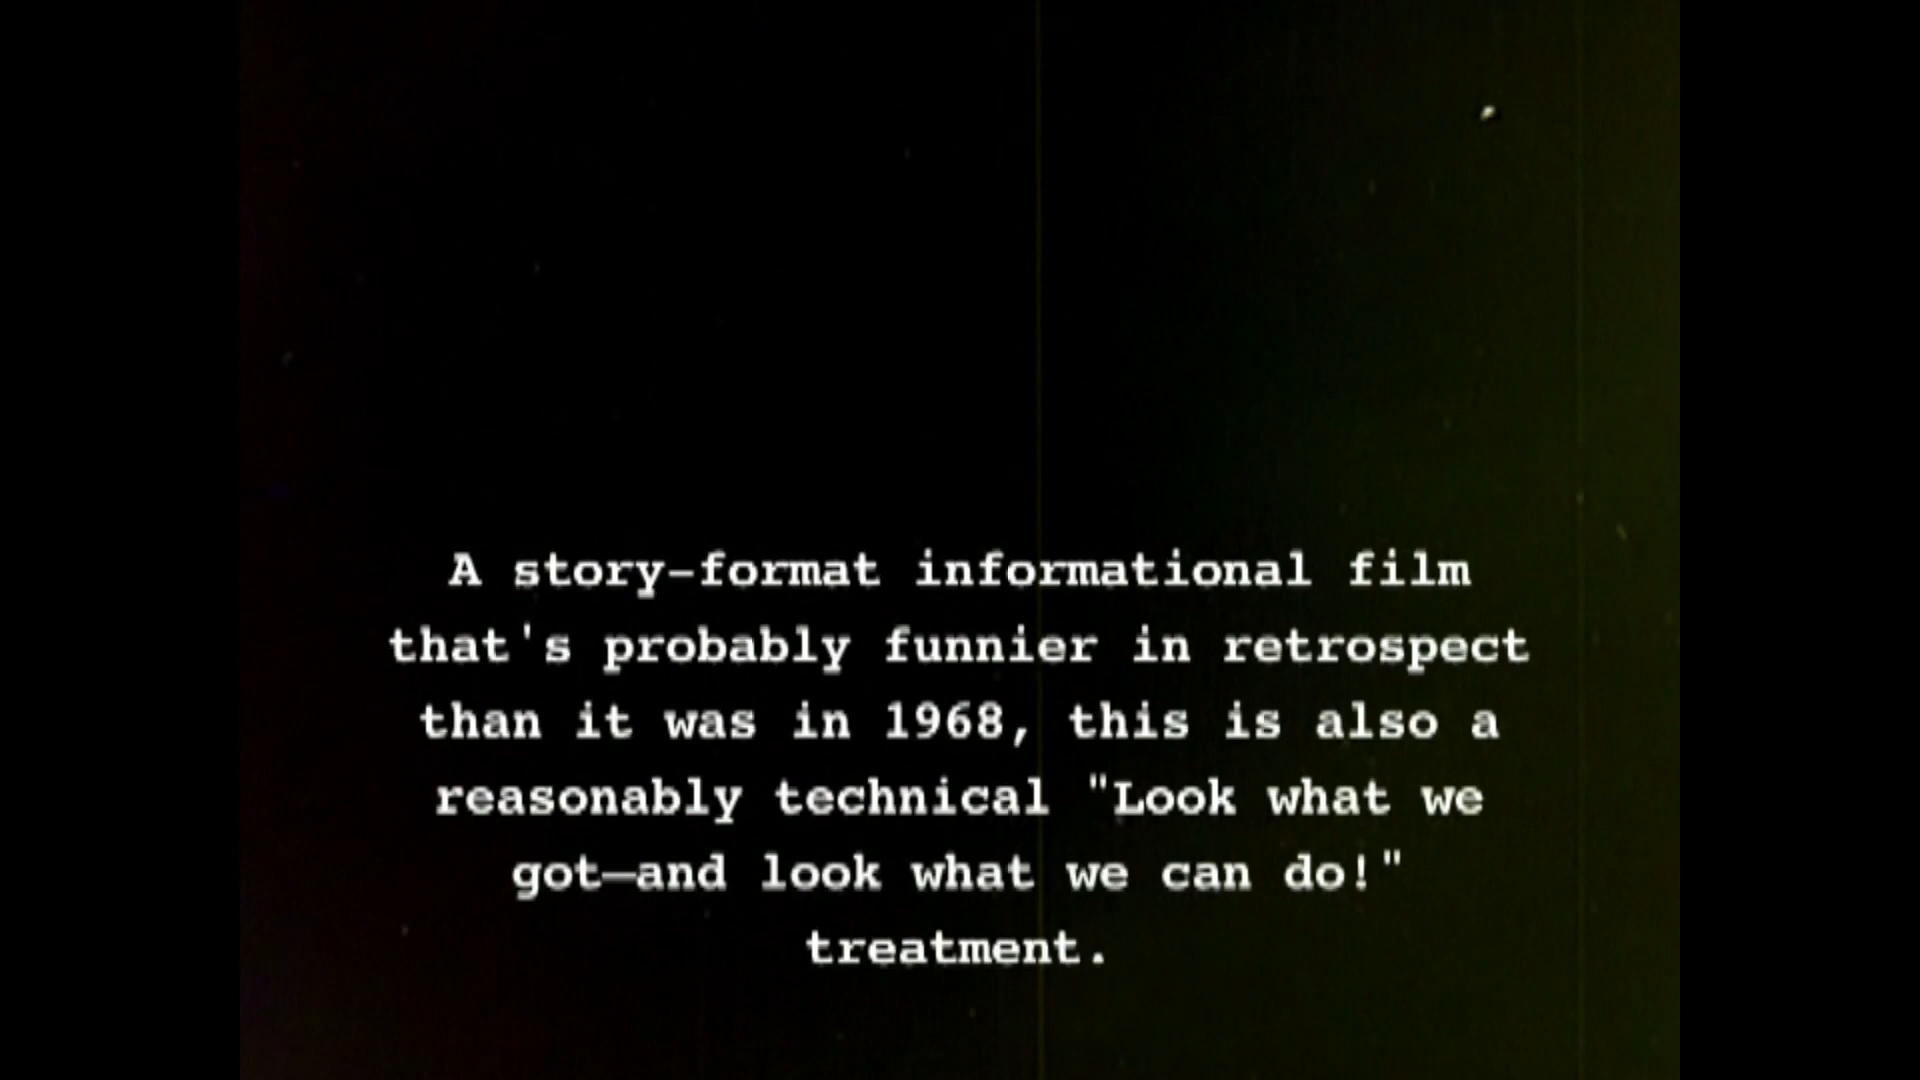 A story-format informational film
that's probably funnier in retrospect
than it was in 1968, this is also a
reasonably technical "Look what we
got—and look what we can do!"
treatment.